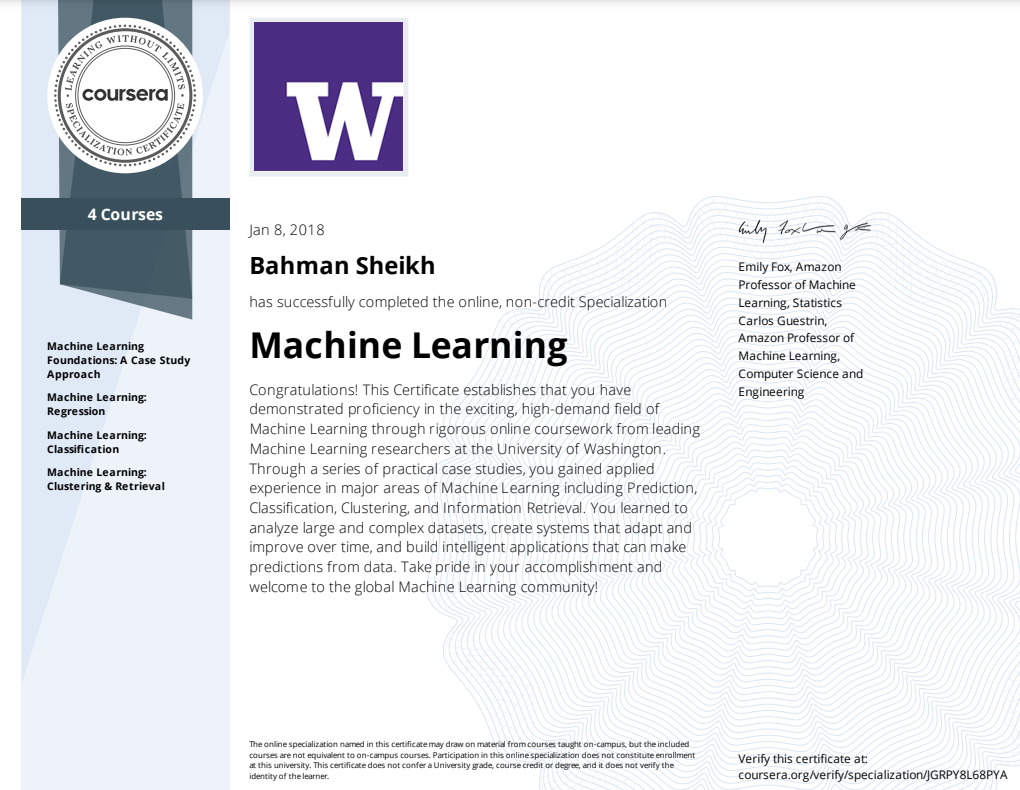 LEARNING WITHOUT LIMITS
coursera
SPECIALIZATION CERTIFICATE
W
4 Courses
Machine Learning
Foundations: A Case Study
Approach
Machine Learning:
Regression
Machine Learning:
Classification
Machine Learning:
Clustering & Retrieval
Jan 8, 2018
Bahman Sheikh
has successfully completed the online, non-credit Specialization
Machine Learning
Congratulations! This Certificate establishes that you have
demonstrated proficiency in the exciting, high-demand field of
Machine Learning through rigorous online coursework from leading
Machine Learning researchers at the University of Washington.
Through a series of practical case studies, you gained applied
experience in major areas of Machine Learning including Prediction,
Classification, Clustering, and Information Retrieval. You learned to
analyze large and complex datasets, create systems that adapt and
improve over time, and build intelligent applications that can make
predictions from data. Take pride in your accomplishment and
welcome to the global Machine Learning community!
Emily Fox
Emily Fox, Amazon
Professor of Machine
Learning, Statistics
Carlos Guestrin,
Amazon Professor of
Machine Learning,
Computer Science and
Engineering
The online specialization named in this certificate may draw on material from courses taught on-campus, but the included
courses are not equivalent to on-campus courses. Participation in this online specialization does not constitute enrollment
at this university. This certificate does not confer a University grade, course credit or degree, and it does not verify the
identity of the learner.
Verify this certificate at:
coursera.org/verify/specialization/JGRPY8L68PYA